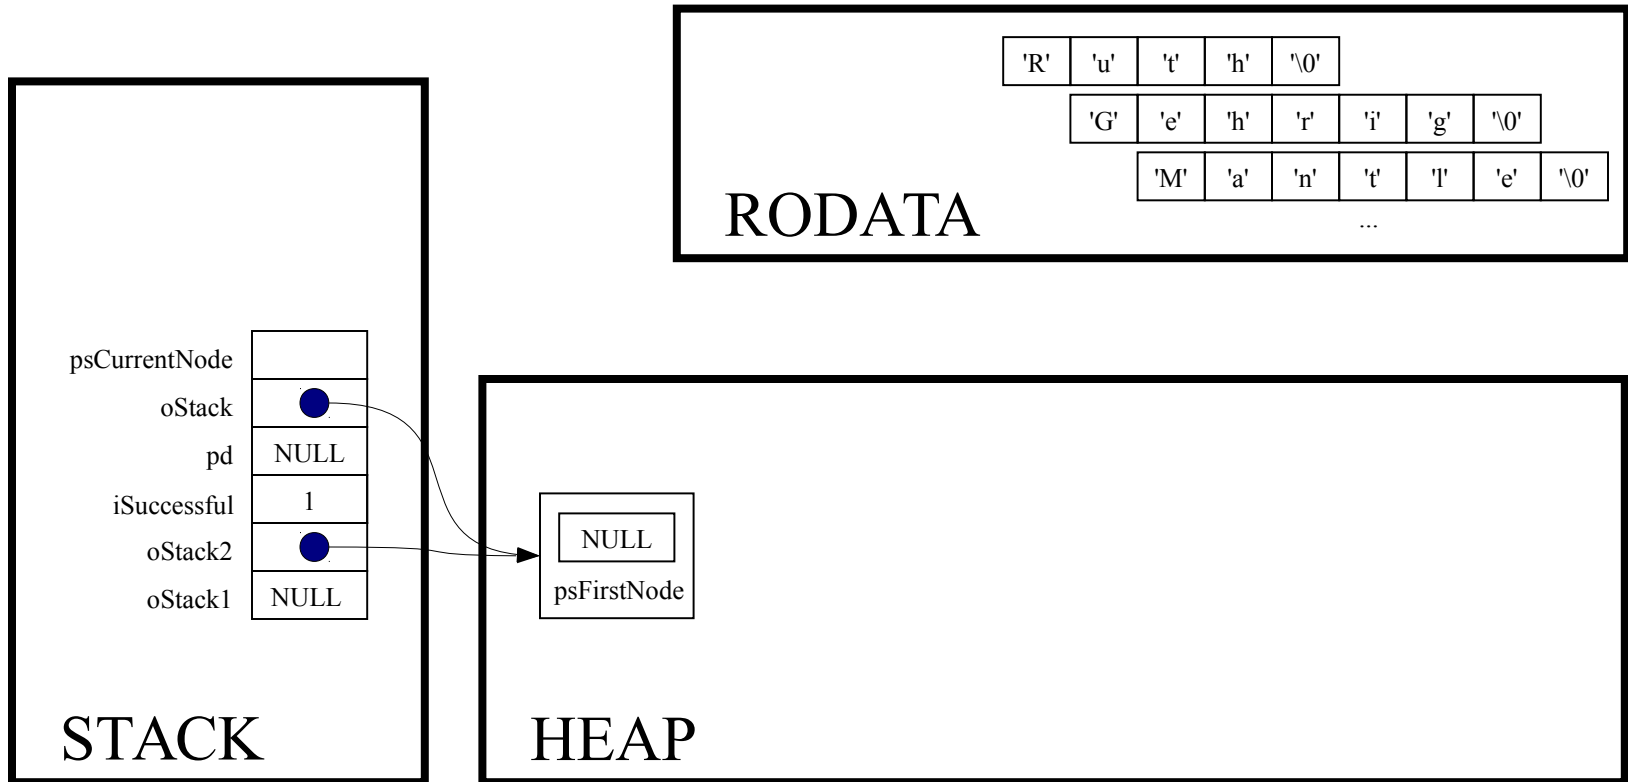 'R' 'u' 't' 'h' '\0'
'G' 'e' 'h' 'r' 'i' 'g' '\0'
'M' 'a' 'n' 't' 'l' 'e' '\0'
...
RODATA
psCurrentNode
oStack
pd NULL
iSuccessful 1
oStack2
oStack1 NULL
STACK
NULL
psFirstNode
HEAP